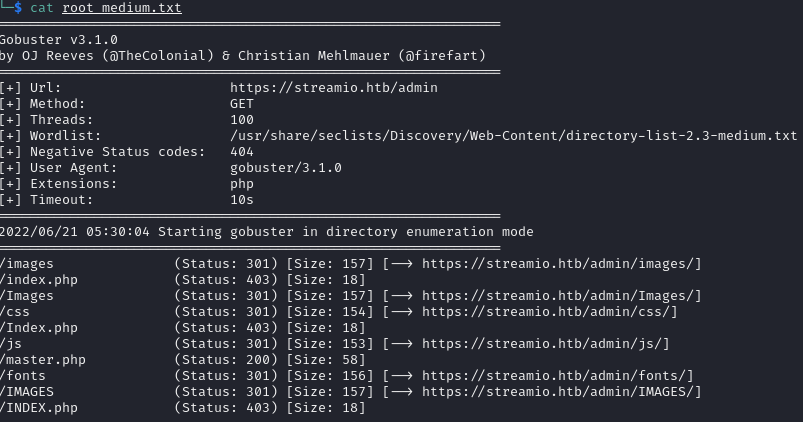 └─$ cat root_medium.txt
Gobuster v3.1.0
by OJ Reeves (@TheColonial) & Christian Mehlmauer (@firefart)
[+] Url: https://streamio.htb/admin
[+] Method: GET
[+] Threads: 100
[+] Wordlist: /usr/share/seclists/Discovery/Web-Content/directory-list-2.3-medium.txt
[+] Negative Status codes: 404
[+] User Agent: gobuster/3.1.0
[+] Extensions: php
[+] Timeout: 10s
2022/06/21 05:30:04 Starting gobuster in directory enumeration mode
/images (Status: 301) [Size: 157] [--> https://streamio.htb/admin/images/]
/index.php (Status: 403) [Size: 18]
/Images (Status: 301) [Size: 157] [--> https://streamio.htb/admin/Images/]
/css (Status: 301) [Size: 154] [--> https://streamio.htb/admin/css/]
/Index.php (Status: 403) [Size: 18]
/js (Status: 301) [Size: 153] [--> https://streamio.htb/admin/js/]
/master.php (Status: 200) [Size: 58]
/fonts (Status: 301) [Size: 156] [--> https://streamio.htb/admin/fonts/]
/IMAGES (Status: 301) [Size: 157] [--> https://streamio.htb/admin/IMAGES/]
/INDEX.php (Status: 403) [Size: 18]